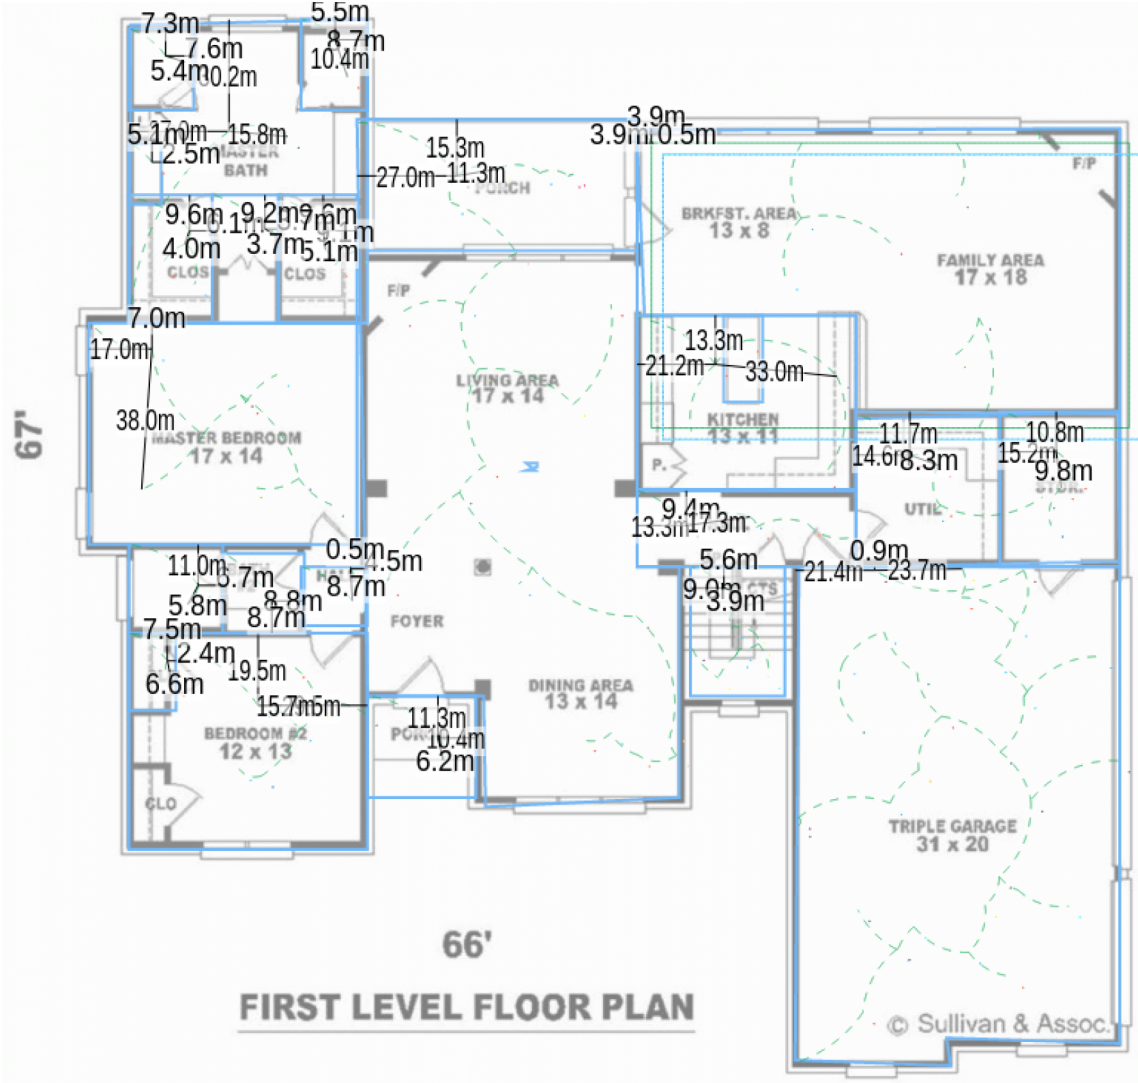 5.5m
7.3m
8.7m
7.6m
10.4m
5.4m
30.2m
3.9m
3.9m
0.5m
5.1m
15.8m
15.3m
2.5m
MASTER
BATH
27.0m
11.3m
PORCH
F/P
BRKFST. AREA
13 x 8
9.6m
9.2m
9.6m
4.0m
3.7m
5.1m
CLOS
CLOS
FAMILY AREA
17 x 18
F/P
7.0m
17.0m
13.3m
21.2m
33.0m
LIVING AREA
17 x 14
38.0m
67'
MASTER BEDROOM
17 x 14
KITCHEN
13 x 11
P.
11.7m
10.8m
8.3m
15.2m
9.8m
STOR.
UTIL
9.4m
13.3m
17.3m
0.5m
4.5m
0.9m
11.0m
5.6m
21.4m
23.7m
8.7m
5.8m
8.8m
9.0m
3.9m
8.7m
FOYER
7.5m
2.4m
19.5m
6.6m
DINING AREA
13 x 14
11.3m
10.4m
6.2m
BEDROOM #2
12 x 13
CLO
TRIPLE GARAGE
31 x 20
66'
FIRST LEVEL FLOOR PLAN
© Sullivan & Assoc.